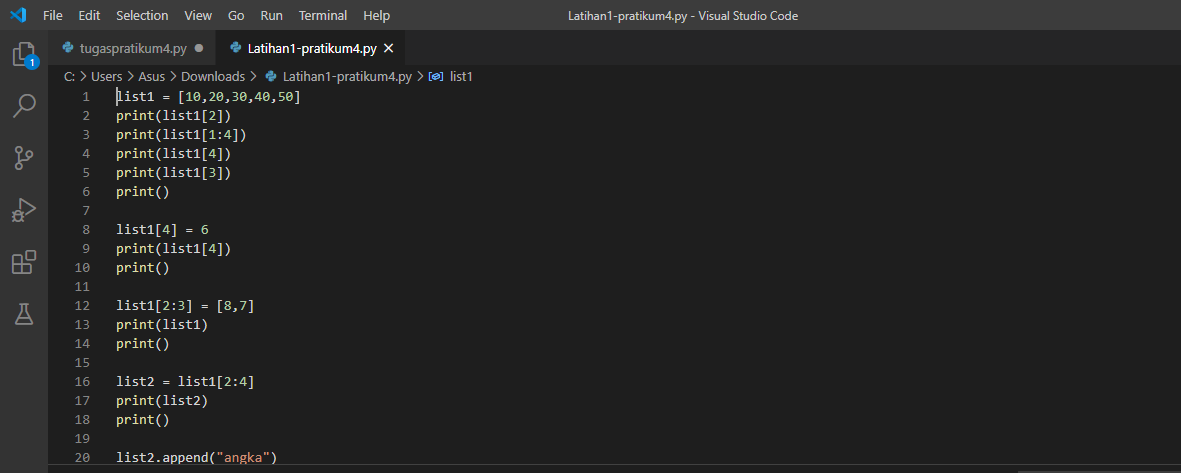 File Edit Selection View Go Run Terminal Help Latihan1-pratikum4.py - Visual Studio Code
tugaspratikum4.py Latihan1-pratikum4.py
C: > Users > Asus > Downloads > Latihan1-pratikum4.py > list1
1
1 list1 = [10,20,30,40,50]
2 print(list1[2])
3 print(list1[1:4])
4 print(list1[4])
5 print(list1[3])
6 print()
7
8 list1[4] = 6
9 print(list1[4])
10 print()
11
12 list1[2:3] = [8,7]
13 print(list1)
14 print()
15
16 list2 = list1[2:4]
17 print(list2)
18 print()
19
20 list2.append("angka")